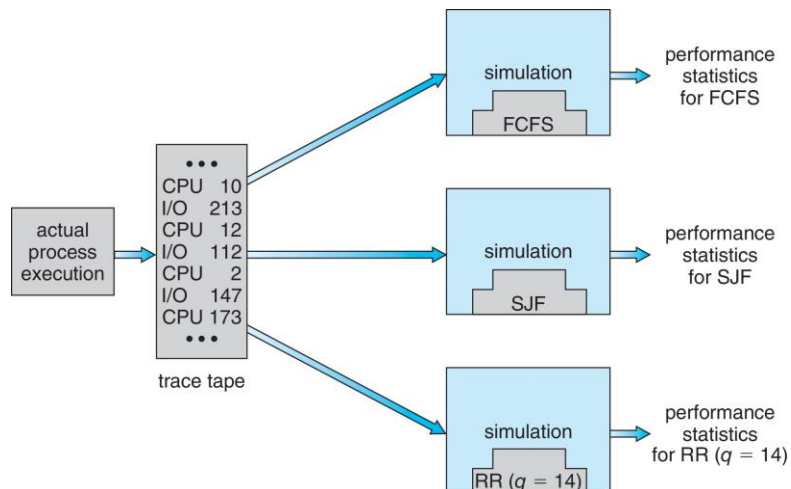 actual
process
execution
•••
CPU 10
I/O 213
CPU 12
I/O 112
CPU 2
I/O 147
CPU 173
•••
trace tape
simulation
FCFS
performance
statistics
for FCFS
simulation
SJF
performance
statistics
for SJF
simulation
RR (q = 14)
performance
statistics
for RR (q = 14)